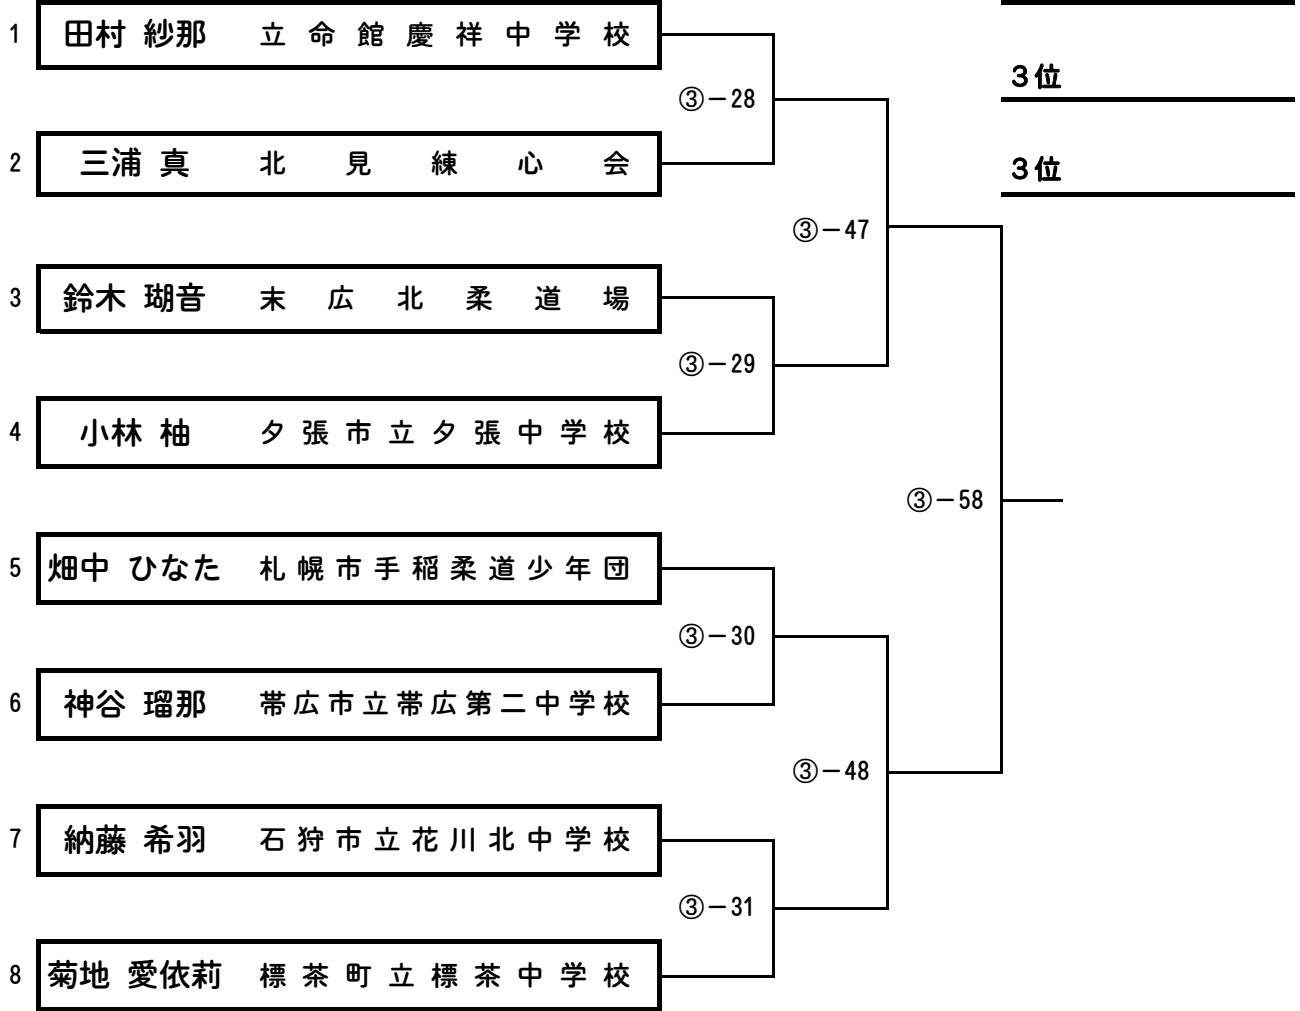 1 田村 紗那 立命館慶祥中学校
３位
③－28
2 三浦 真 北見練心会
３位
③－47
3 鈴木 瑚音 末広北柔道場
③－29
4 小林 柚 夕張市立夕張中学校
③－58
5 畑中 ひなた 札幌市手稲柔道少年団
③－30
6 神谷 瑠那 帯広市立帯広第二中学校
③－48
7 納藤 希羽 石狩市立花川北中学校
③－31
8 菊地 愛依莉 標茶町立標茶中学校